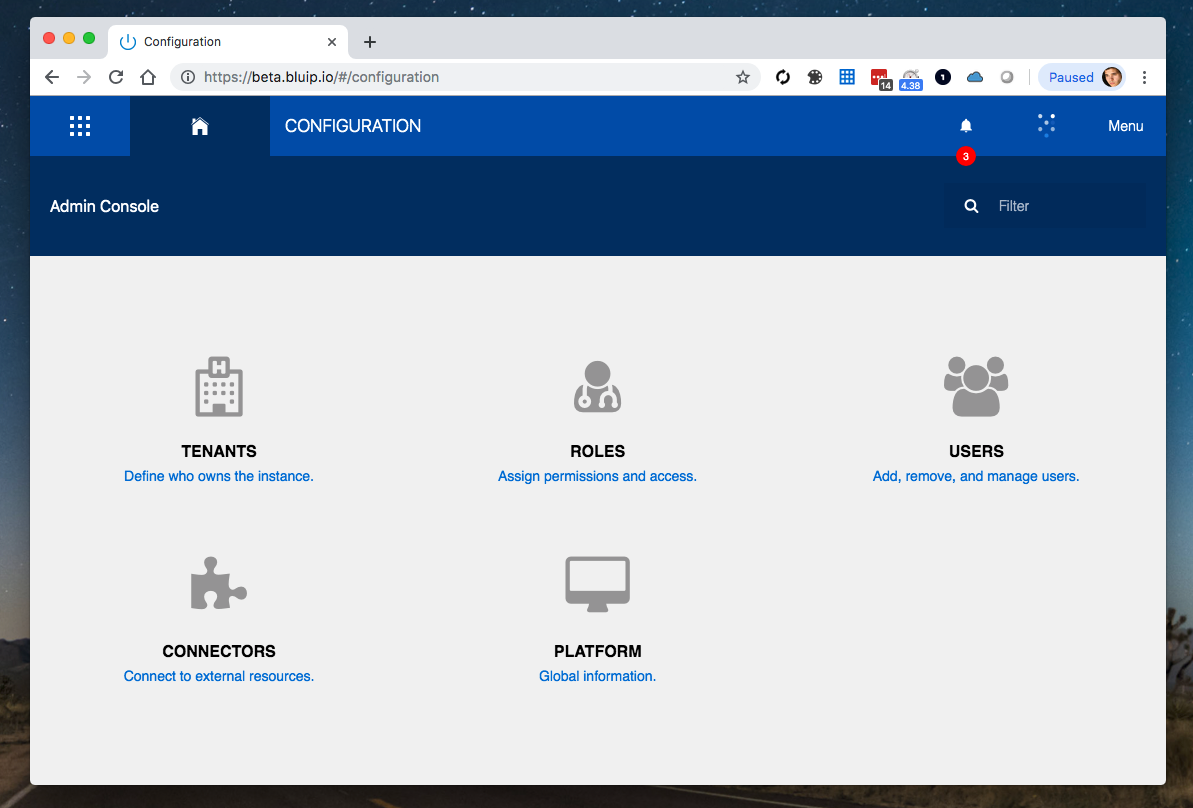 Configuration
https://beta.bluip.io/#/configuration
14
4.38
1
Paused
CONFIGURATION
Menu
3
Admin Console
Filter
H
TENANTS
Define who owns the instance.
ROLES
Assign permissions and access.
USERS
Add, remove, and manage users.
CONNECTORS
Connect to external resources.
PLATFORM
Global information.